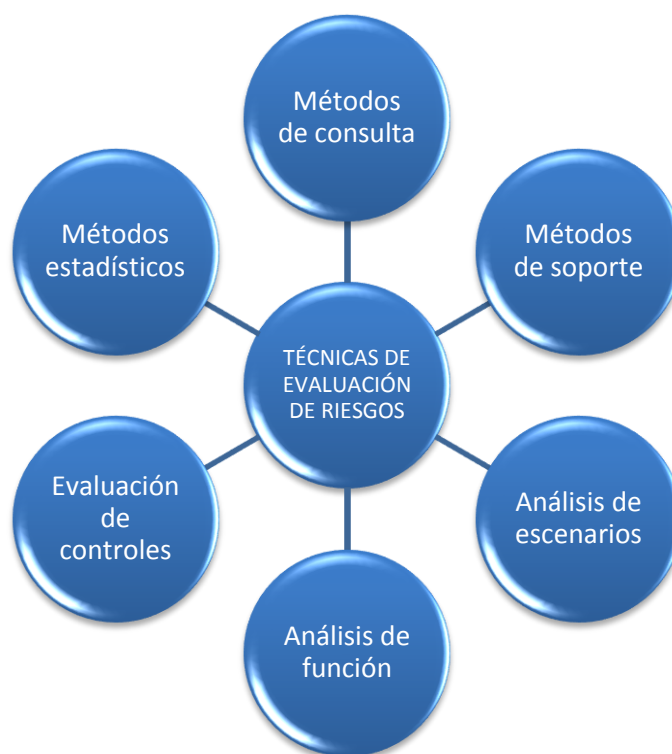 Métodos
de consulta
Métodos
estadísticos
Métodos
de soporte
TÉCNICAS DE
EVALUACIÓN
DE RIESGOS
Evaluación
de
controles
Análisis de
escenarios
Análisis de
función